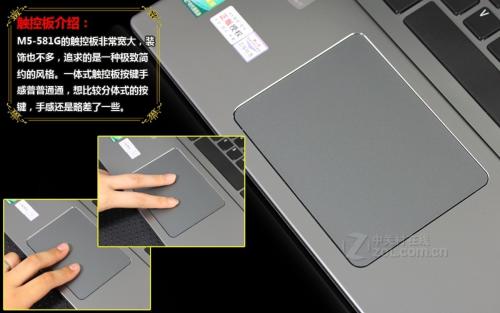 触控板介绍：
M5-581G的触控板非常宽大，装
饰也不多，追求的是一种极致简
约的风格。一体式触控板按键手
感普普通通，想比较分体式的按
键，手感还是略差了一些。
中关村在线
zol.com.cn